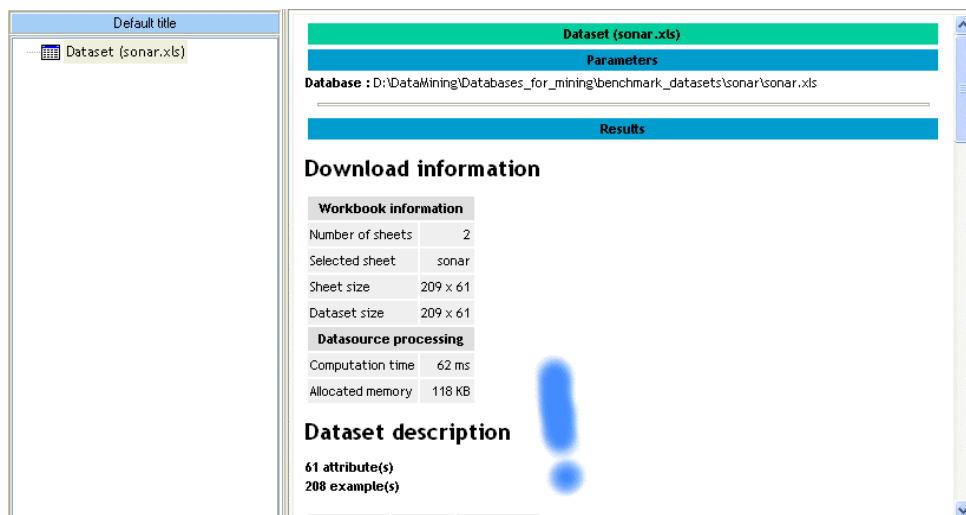 Default title
Dataset (sonar.xls)
Dataset (sonar.xls)
Parameters
Database : D:\DataMining\Databases_for_mining\benchmark_datasets\sonar\sonar.xls
Results
Download information
Workbook information
Number of sheets 2
Selected sheet sonar
Sheet size 209 x 61
Dataset size 209 x 61
Datasource processing
Computation time 62 ms
Allocated memory 118 KB
Dataset description
61 attribute(s)
208 example(s)
!